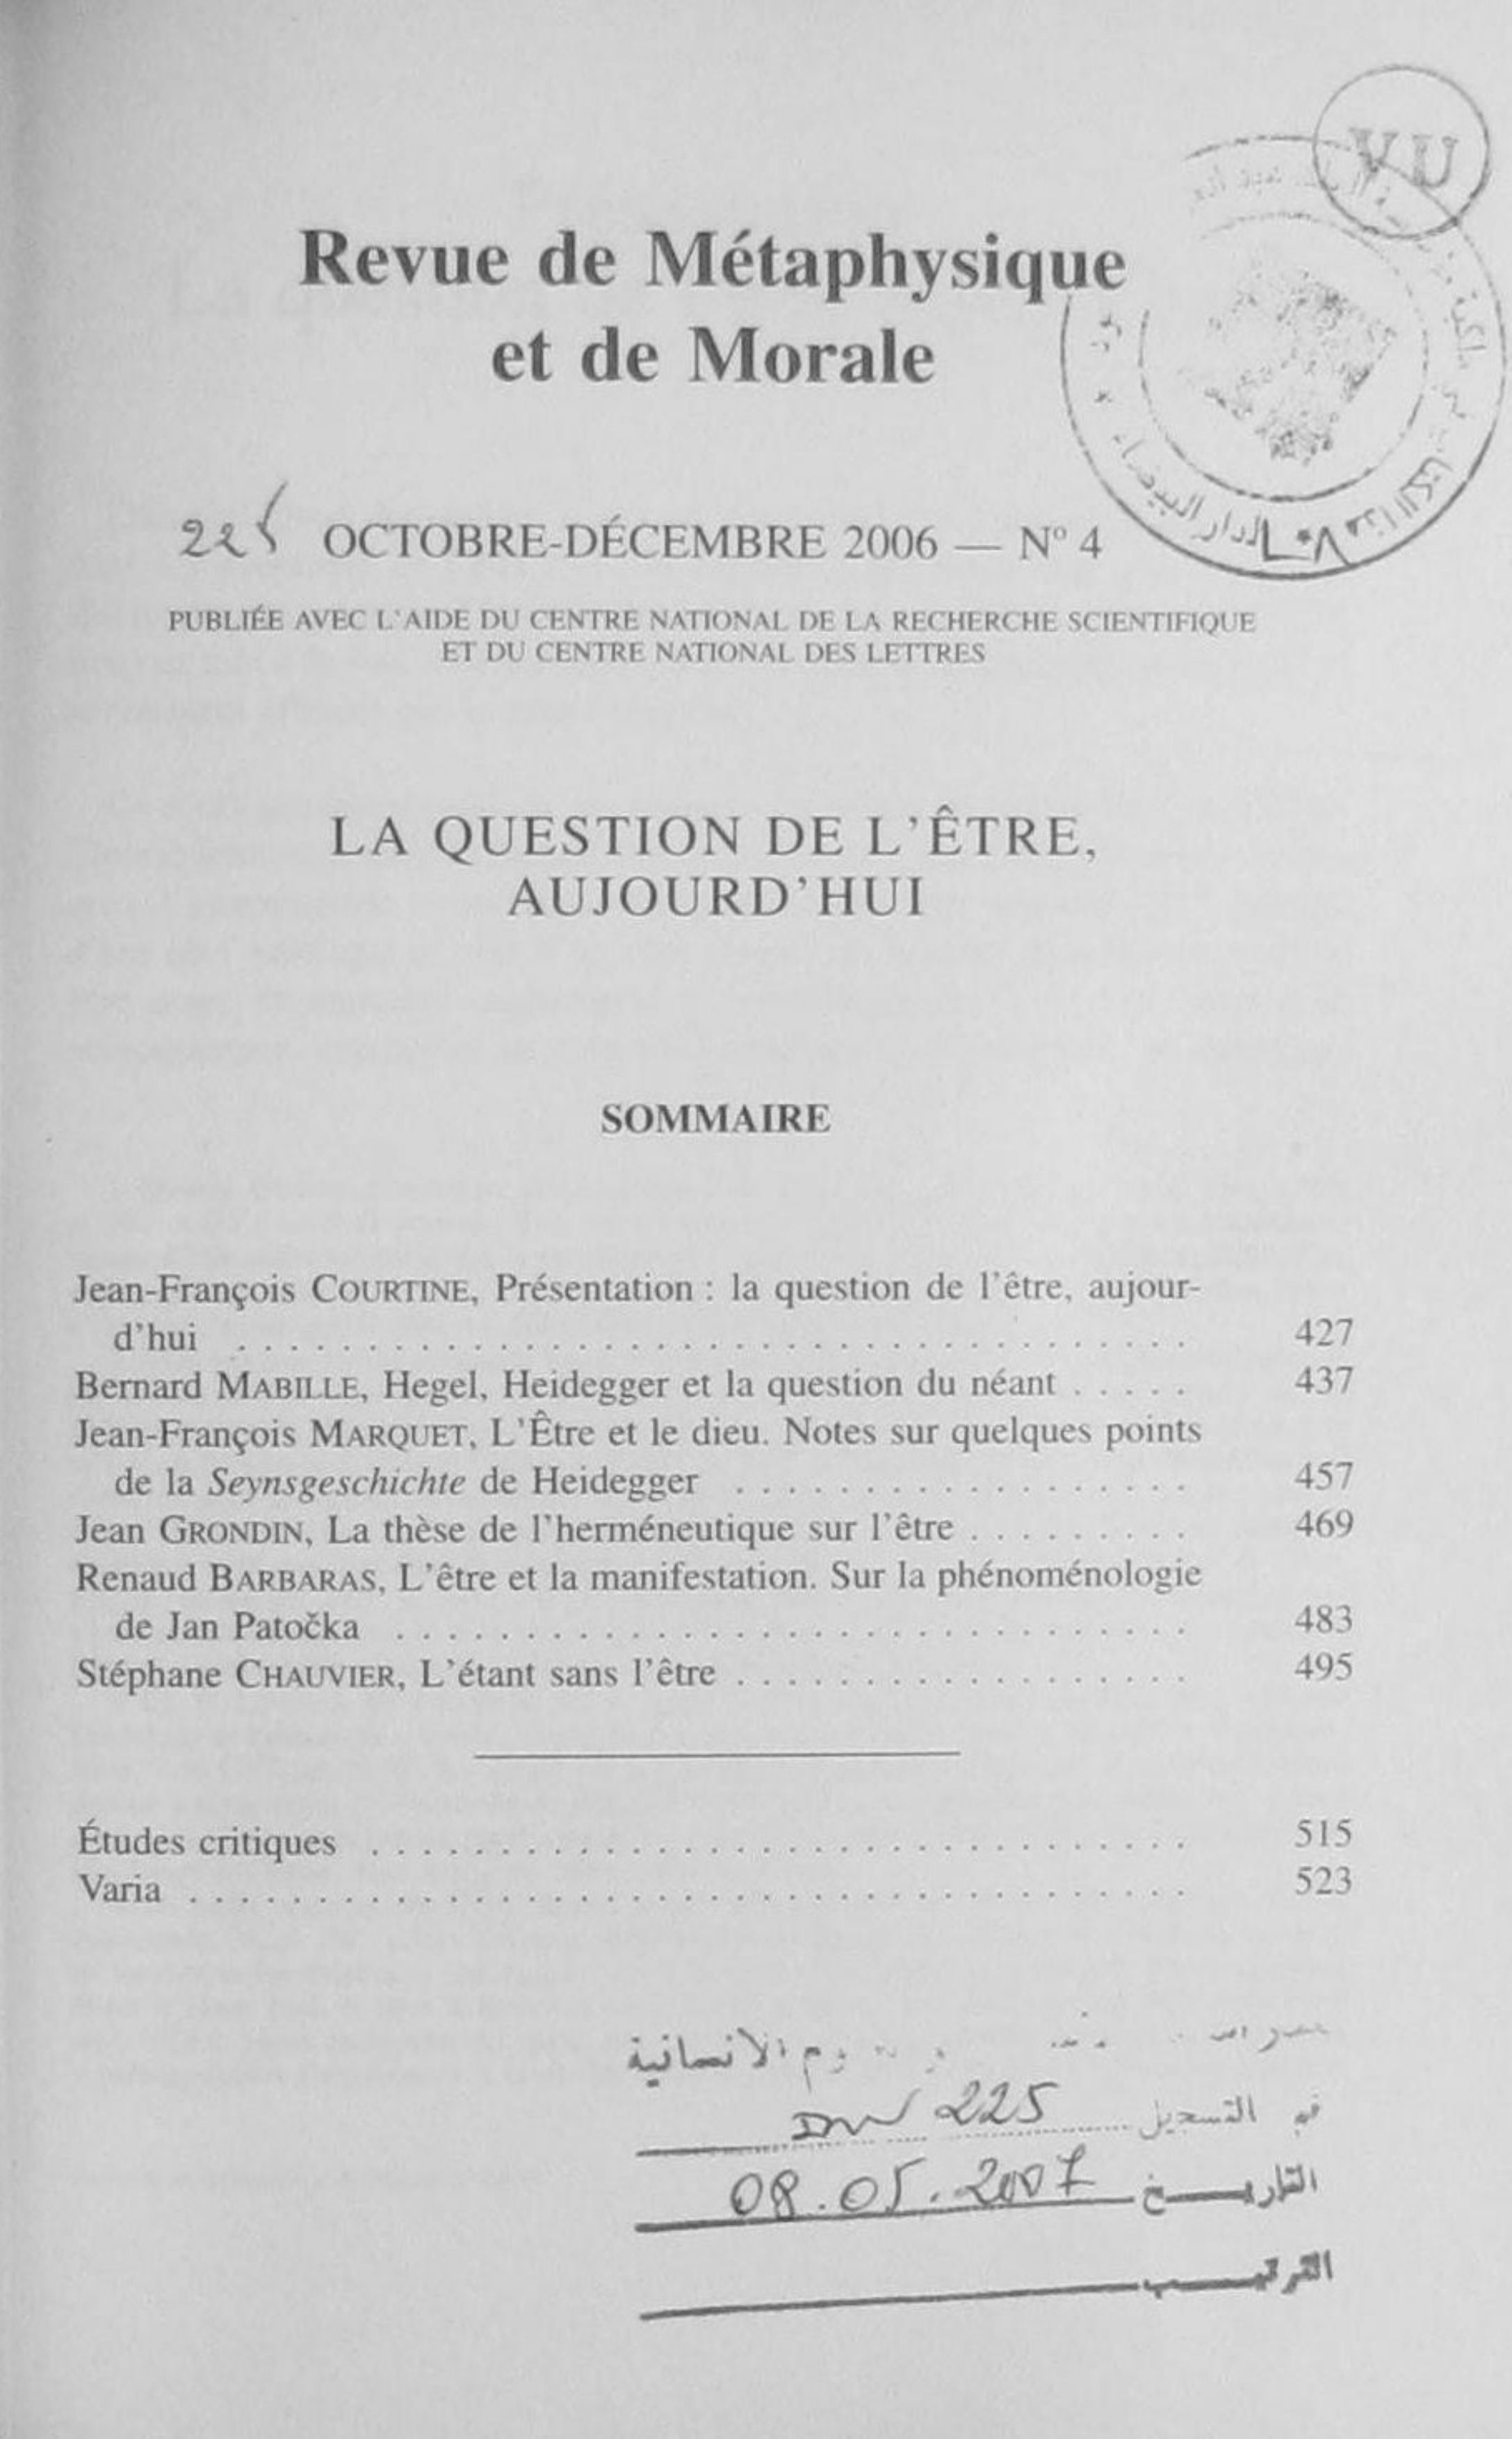 VU
Revue de Métaphysique
et de Morale
الدار البيضاء
225 OCTOBRE-DÉCEMBRE 2006 — N° 4
PUBLIÉE AVEC L'AIDE DU CENTRE NATIONAL DE LA RECHERCHE SCIENTIFIQUE
ET DU CENTRE NATIONAL DES LETTRES
LA QUESTION DE L'ÊTRE,
AUJOURD'HUI
SOMMAIRE
Jean-François COURTINE, Présentation : la question de l'être, aujour-
d'hui . . . . . . . . . . . . . . . . . . . . . . . . . . . . . . . . . . . . . 427
Bernard MABILLE, Hegel, Heidegger et la question du néant . . . . . 437
Jean-François MARQUET, L'Être et le dieu. Notes sur quelques points
de la Seynsgeschichte de Heidegger . . . . . . . . . . . . . . . . . . 457
Jean GRONDIN, La thèse de l'herméneutique sur l'être . . . . . . . . . 469
Renaud BARBARAS, L'être et la manifestation. Sur la phénoménologie
de Jan Patočka . . . . . . . . . . . . . . . . . . . . . . . . . . . . . . . 483
Stéphane CHAUVIER, L'étant sans l'être . . . . . . . . . . . . . . . . . . 495
Études critiques . . . . . . . . . . . . . . . . . . . . . . . . . . . . . . . . 515
Varia . . . . . . . . . . . . . . . . . . . . . . . . . . . . . . . . . . . . . . . 523
الانسانية
التسجيل 225
التاريـــخ 08.05.2007
الترتيـــب